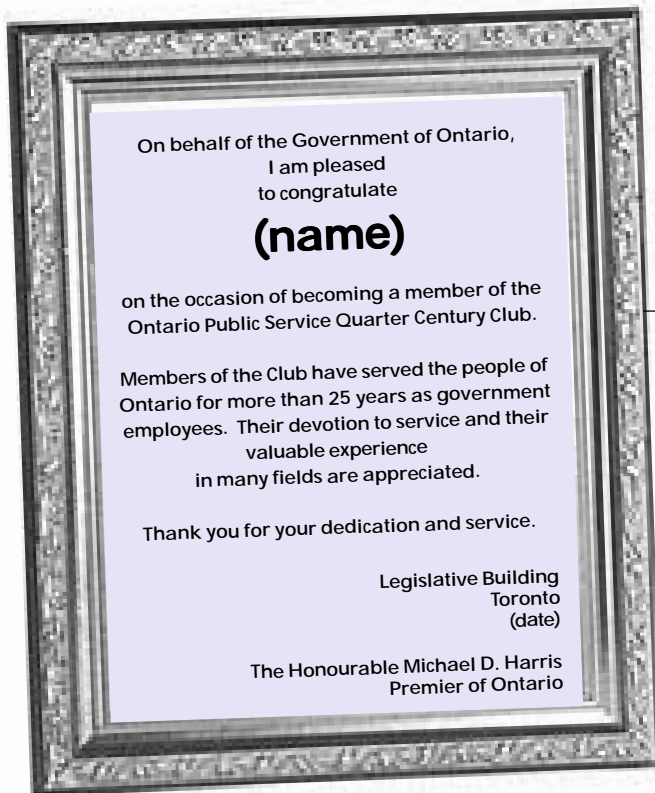 On behalf of the Government of Ontario,
I am pleased
to congratulate
(name)
on the occasion of becoming a member of the
Ontario Public Service Quarter Century Club.
Members of the Club have served the people of
Ontario for more than 25 years as government
employees. Their devotion to service and their
valuable experience
in many fields are appreciated.
Thank you for your dedication and service.
Legislative Building
Toronto
(date)
The Honourable Michael D. Harris
Premier of Ontario